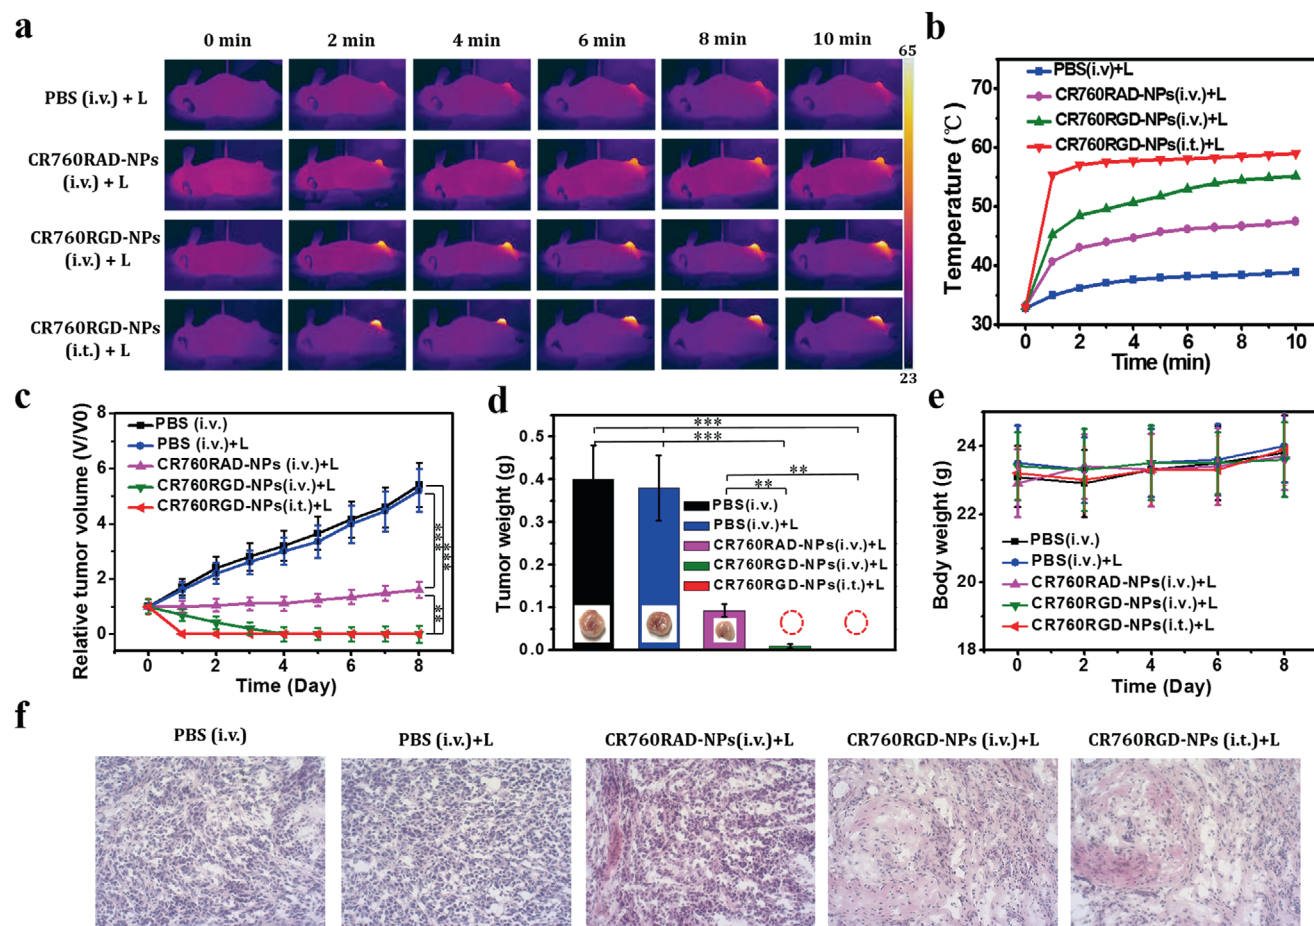 a
0 min 2 min 4 min 6 min 8 min 10 min
PBS (i.v.) + L
CR760RAD-NPs
(i.v.) + L
CR760RGD-NPs
(i.v.) + L
CR760RGD-NPs
(i.t.) + L
65
23
b
PBS(i.v)+L
CR760RAD-NPs(i.v.)+L
CR760RGD-NPs(i.v.)+L
CR760RGD-NPs(i.t.)+L
Temperature (°C)
70
60
50
40
30
0 2 4 6 8 10
Time (min)
c
PBS (i.v.)
PBS (i.v.)+L
CR760RAD-NPs (i.v.)+L
CR760RGD-NPs(i.v.)+L
CR760RGD-NPs(i.t.)+L
Relative tumor volume (V/V0)
8
6
4
2
0
0 2 4 6 8
Time (Day)
***
***
**
d
***
***
**
**
PBS(i.v.)
PBS(i.v.)+L
CR760RAD-NPs(i.v.)+L
CR760RGD-NPs(i.v.)+L
CR760RGD-NPs(i.t)+L
Tumor weight (g)
0.5
0.4
0.3
0.2
0.1
0.0
e
Body weight (g)
24
22
20
18
PBS(i.v.)
PBS(i.v.)+L
CR760RAD-NPs(i.v.)+L
CR760RGD-NPs(i.v.)+L
CR760RGD-NPs(i.t.)+L
0 2 4 6 8
Time (Day)
f
PBS (i.v.) PBS (i.v.)+L CR760RAD-NPs(i.v.)+L CR760RGD-NPs (i.v.)+L CR760RGD-NPs (i.t.)+L